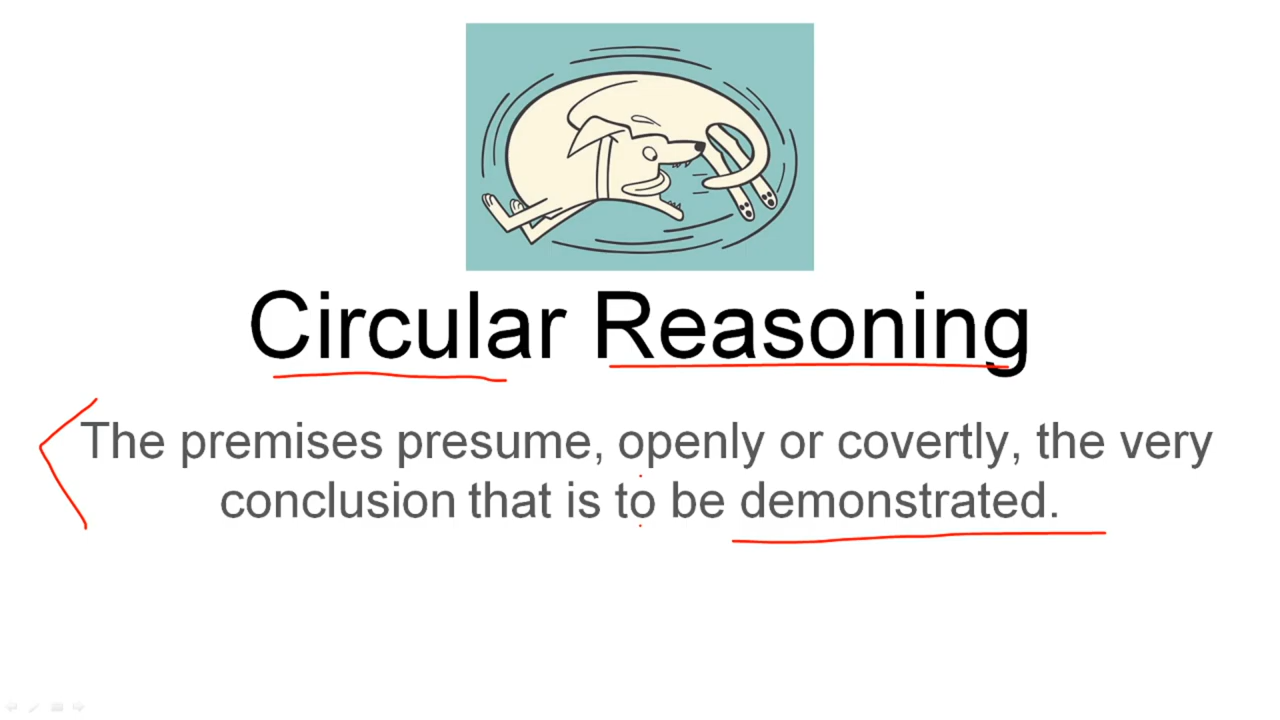 Circular Reasoning
The premises presume, openly or covertly, the very
conclusion that is to be demonstrated.